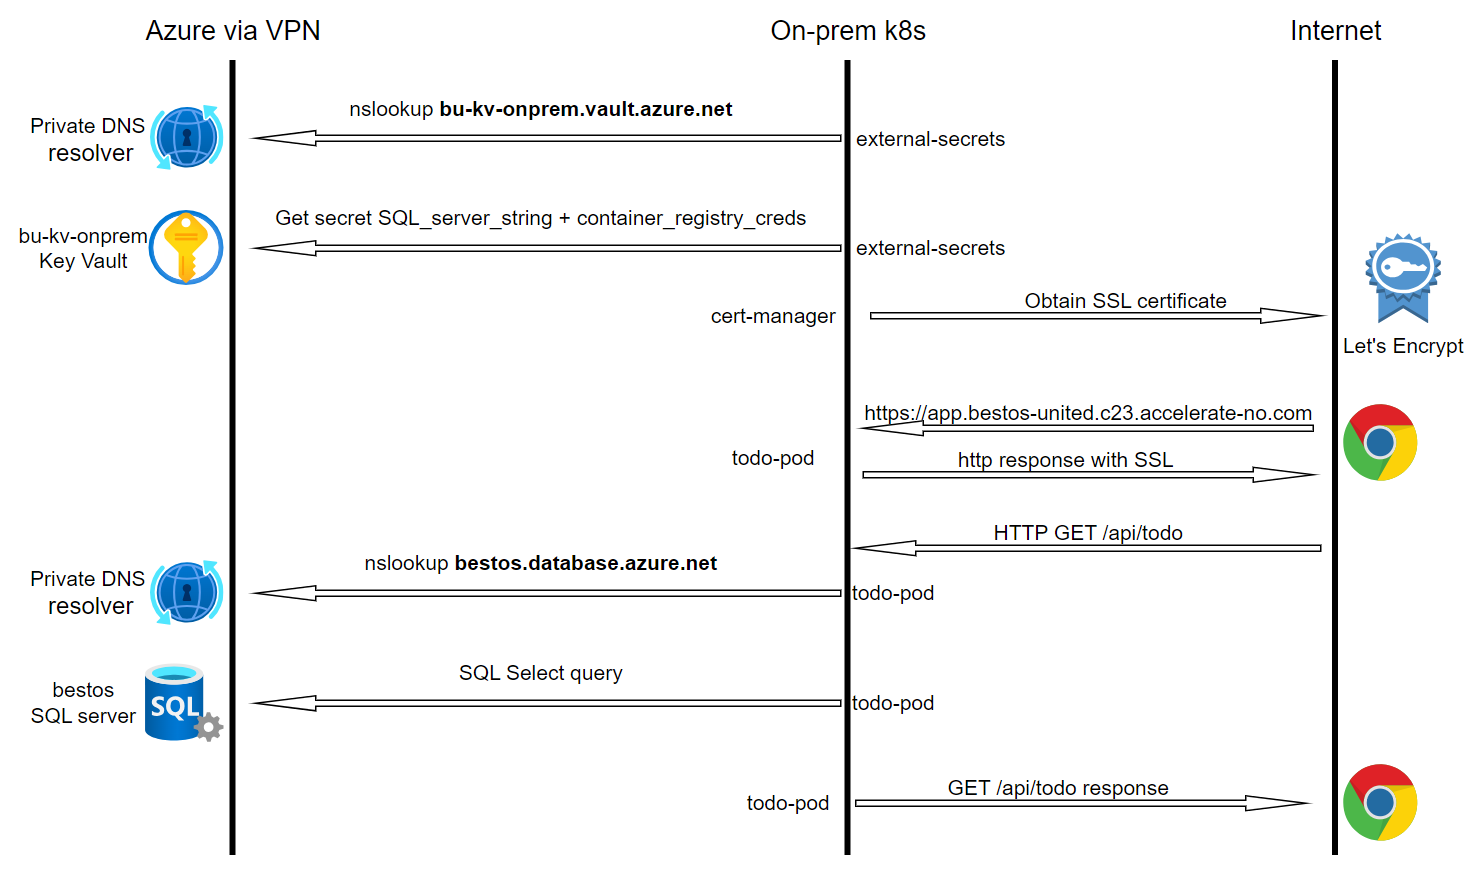 Azure via VPN
On-prem k8s
Internet
nslookup bu-kv-onprem.vault.azure.net
Private DNS
resolver
external-secrets
Get secret SQL_server_string + container_registry_creds
bu-kv-onprem
Key Vault
external-secrets
Obtain SSL certificate
cert-manager
Let's Encrypt
https://app.bestos-united.c23.accelerate-no.com
todo-pod
http response with SSL
HTTP GET /api/todo
nslookup bestos.database.azure.net
Private DNS
resolver
todo-pod
SQL Select query
bestos
SQL server
SQL
todo-pod
GET /api/todo response
todo-pod